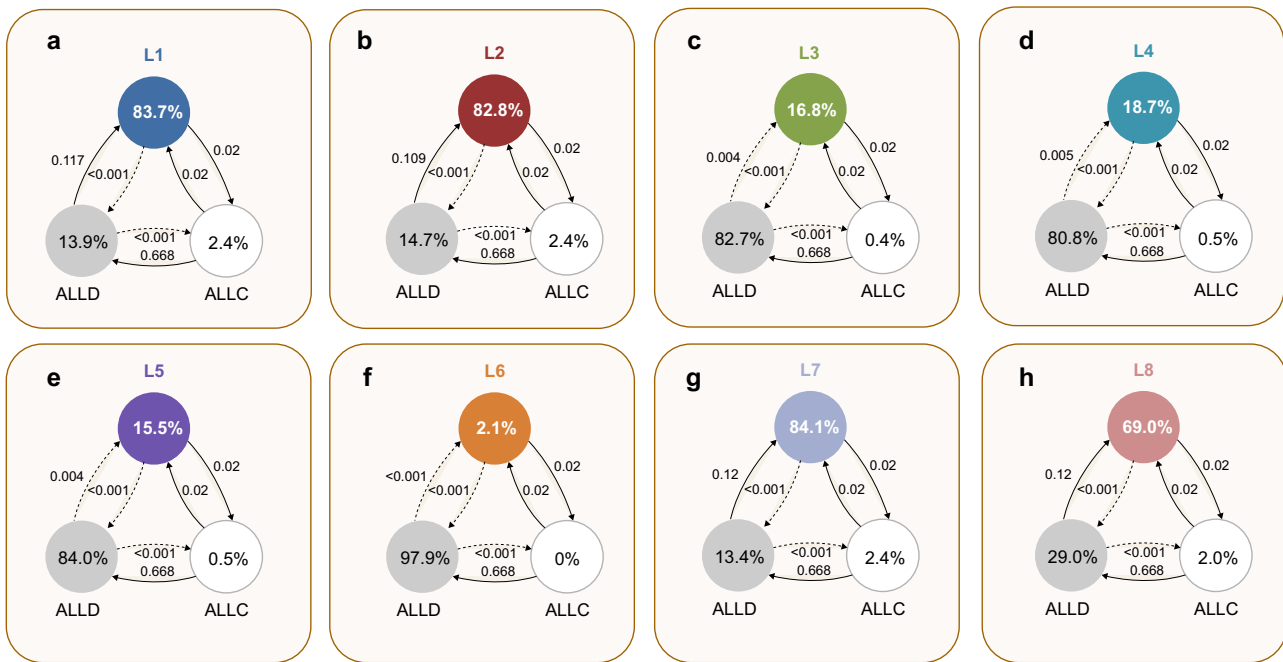 a
L1
83.7%
0.117
<0.001
0.02
0.02
13.9%
<0.001
0.668
2.4%
ALLD
ALLC
b
L2
82.8%
0.109
<0.001
0.02
0.02
14.7%
<0.001
0.668
2.4%
ALLD
ALLC
c
L3
16.8%
0.004
<0.001
0.02
0.02
82.7%
<0.001
0.668
0.4%
ALLD
ALLC
d
L4
18.7%
0.005
<0.001
0.02
0.02
80.8%
<0.001
0.668
0.5%
ALLD
ALLC
e
L5
15.5%
0.004
<0.001
0.02
0.02
84.0%
<0.001
0.668
0.5%
ALLD
ALLC
f
L6
2.1%
<0.001
<0.001
0.02
0.02
97.9%
<0.001
0.668
0%
ALLD
ALLC
g
L7
84.1%
0.12
<0.001
0.02
0.02
13.4%
<0.001
0.668
2.4%
ALLD
ALLC
h
L8
69.0%
0.12
<0.001
0.02
0.02
29.0%
<0.001
0.668
2.0%
ALLD
ALLC